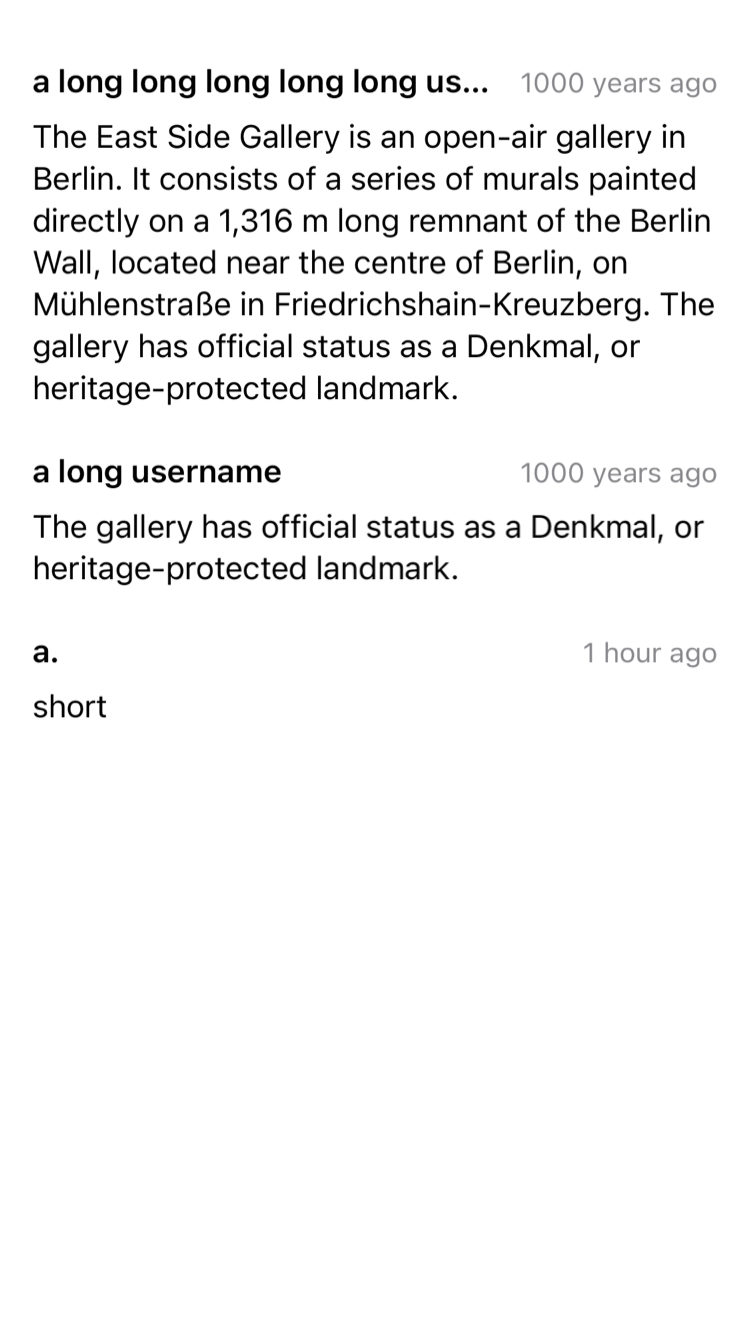 a long long long long long us... 1000 years ago
The East Side Gallery is an open-air gallery in
Berlin. It consists of a series of murals painted
directly on a 1,316 m long remnant of the Berlin
Wall, located near the centre of Berlin, on
Mühlenstraße in Friedrichshain-Kreuzberg. The
gallery has official status as a Denkmal, or
heritage-protected landmark.
a long username 1000 years ago
The gallery has official status as a Denkmal, or
heritage-protected landmark.
a. 1 hour ago
short